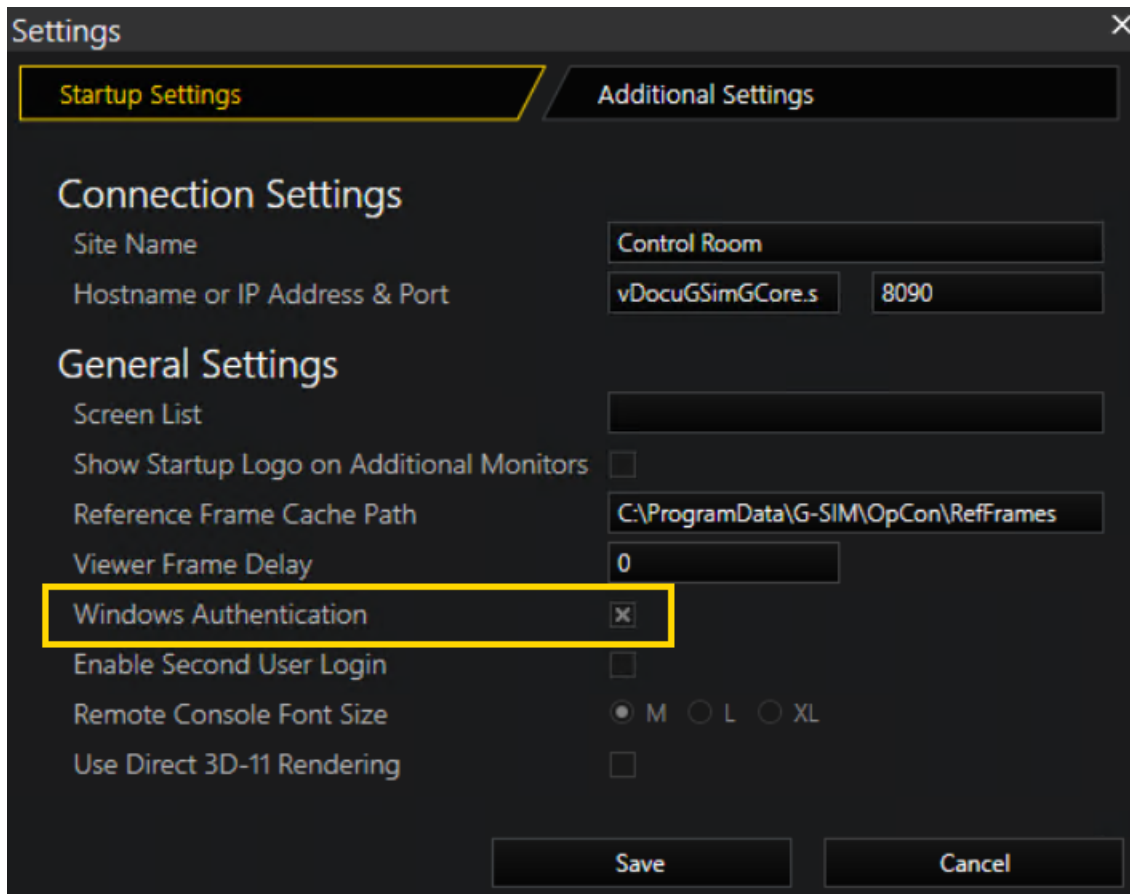 Settings
Startup Settings
Additional Settings
Connection Settings
Site Name
Control Room
Hostname or IP Address & Port
vDocuGSimGCore.s
8090
General Settings
Screen List
Show Startup Logo on Additional Monitors
Reference Frame Cache Path
C:\ProgramData\G-SIM\OpCon\RefFrames
Viewer Frame Delay
0
Windows Authentication
Enable Second User Login
Remote Console Font Size
M L XL
Use Direct 3D-11 Rendering
Save
Cancel